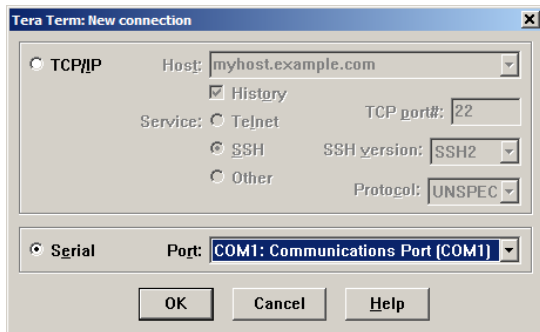 Tera Term: New connection
TCP/IP Host: myhost.example.com
History
Service: Telnet TCP port#: 22
SSH SSH version: SSH2
Other Protocol: UNSPEC
Serial Port: COM1: Communications Port (COM1)
OK Cancel Help